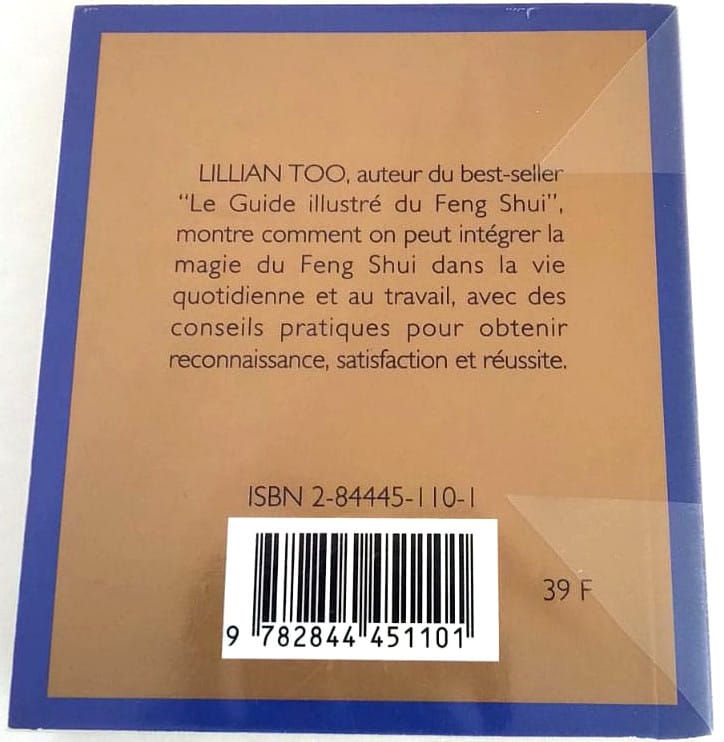 LILLIAN TOO, auteur du best-seller
"Le Guide illustré du Feng Shui",
montre comment on peut intégrer la
magie du Feng Shui dans la vie
quotidienne et au travail, avec des
conseils pratiques pour obtenir
reconnaissance, satisfaction et réussite.
ISBN 2-84445-110-1
39 F
9 782844 451101